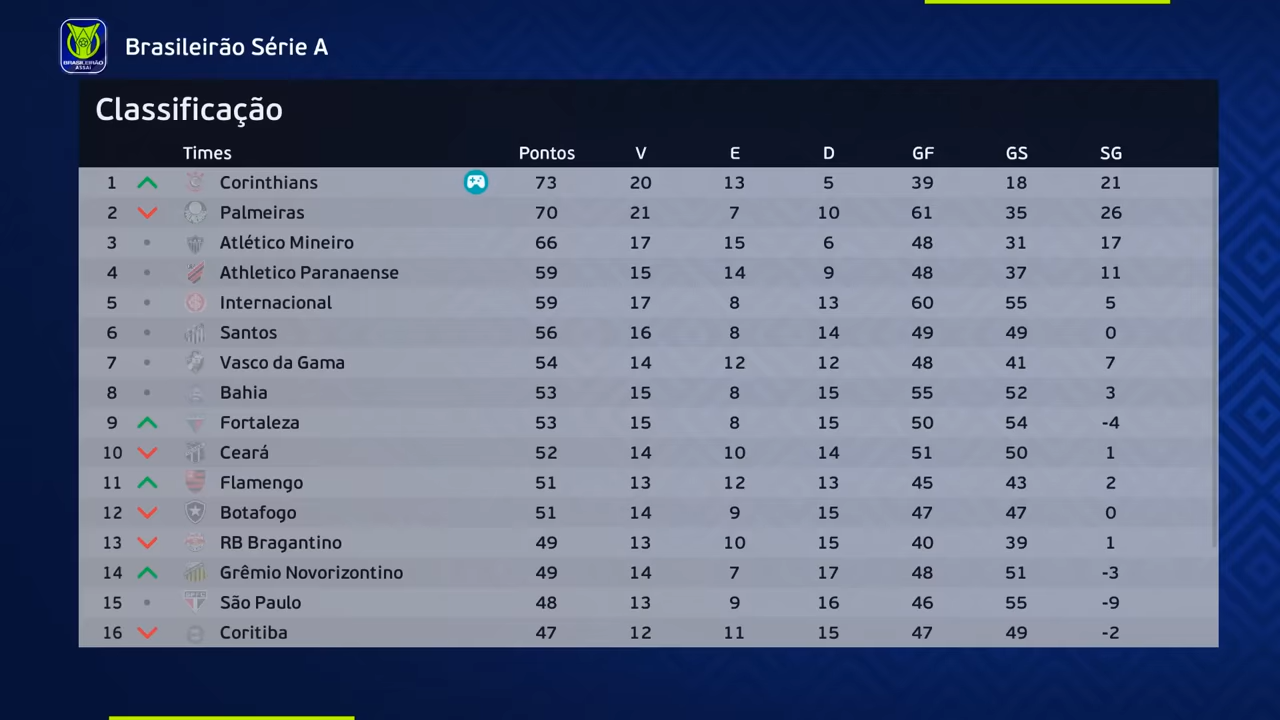 Brasileirão Série A
BRASILEIRÃO
ASSAÍ
Classificação
Times Pontos V E D GF GS SG
1 Corinthians 73 20 13 5 39 18 21
2 Palmeiras 70 21 7 10 61 35 26
3 Atlético Mineiro 66 17 15 6 48 31 17
4 Athletico Paranaense 59 15 14 9 48 37 11
5 Internacional 59 17 8 13 60 55 5
6 Santos 56 16 8 14 49 49 0
7 Vasco da Gama 54 14 12 12 48 41 7
8 Bahia 53 15 8 15 55 52 3
9 Fortaleza 53 15 8 15 50 54 -4
10 Ceará 52 14 10 14 51 50 1
11 Flamengo 51 13 12 13 45 43 2
12 Botafogo 51 14 9 15 47 47 0
13 RB Bragantino 49 13 10 15 40 39 1
14 Grêmio Novorizontino 49 14 7 17 48 51 -3
15 São Paulo 48 13 9 16 46 55 -9
16 Coritiba 47 12 11 15 47 49 -2